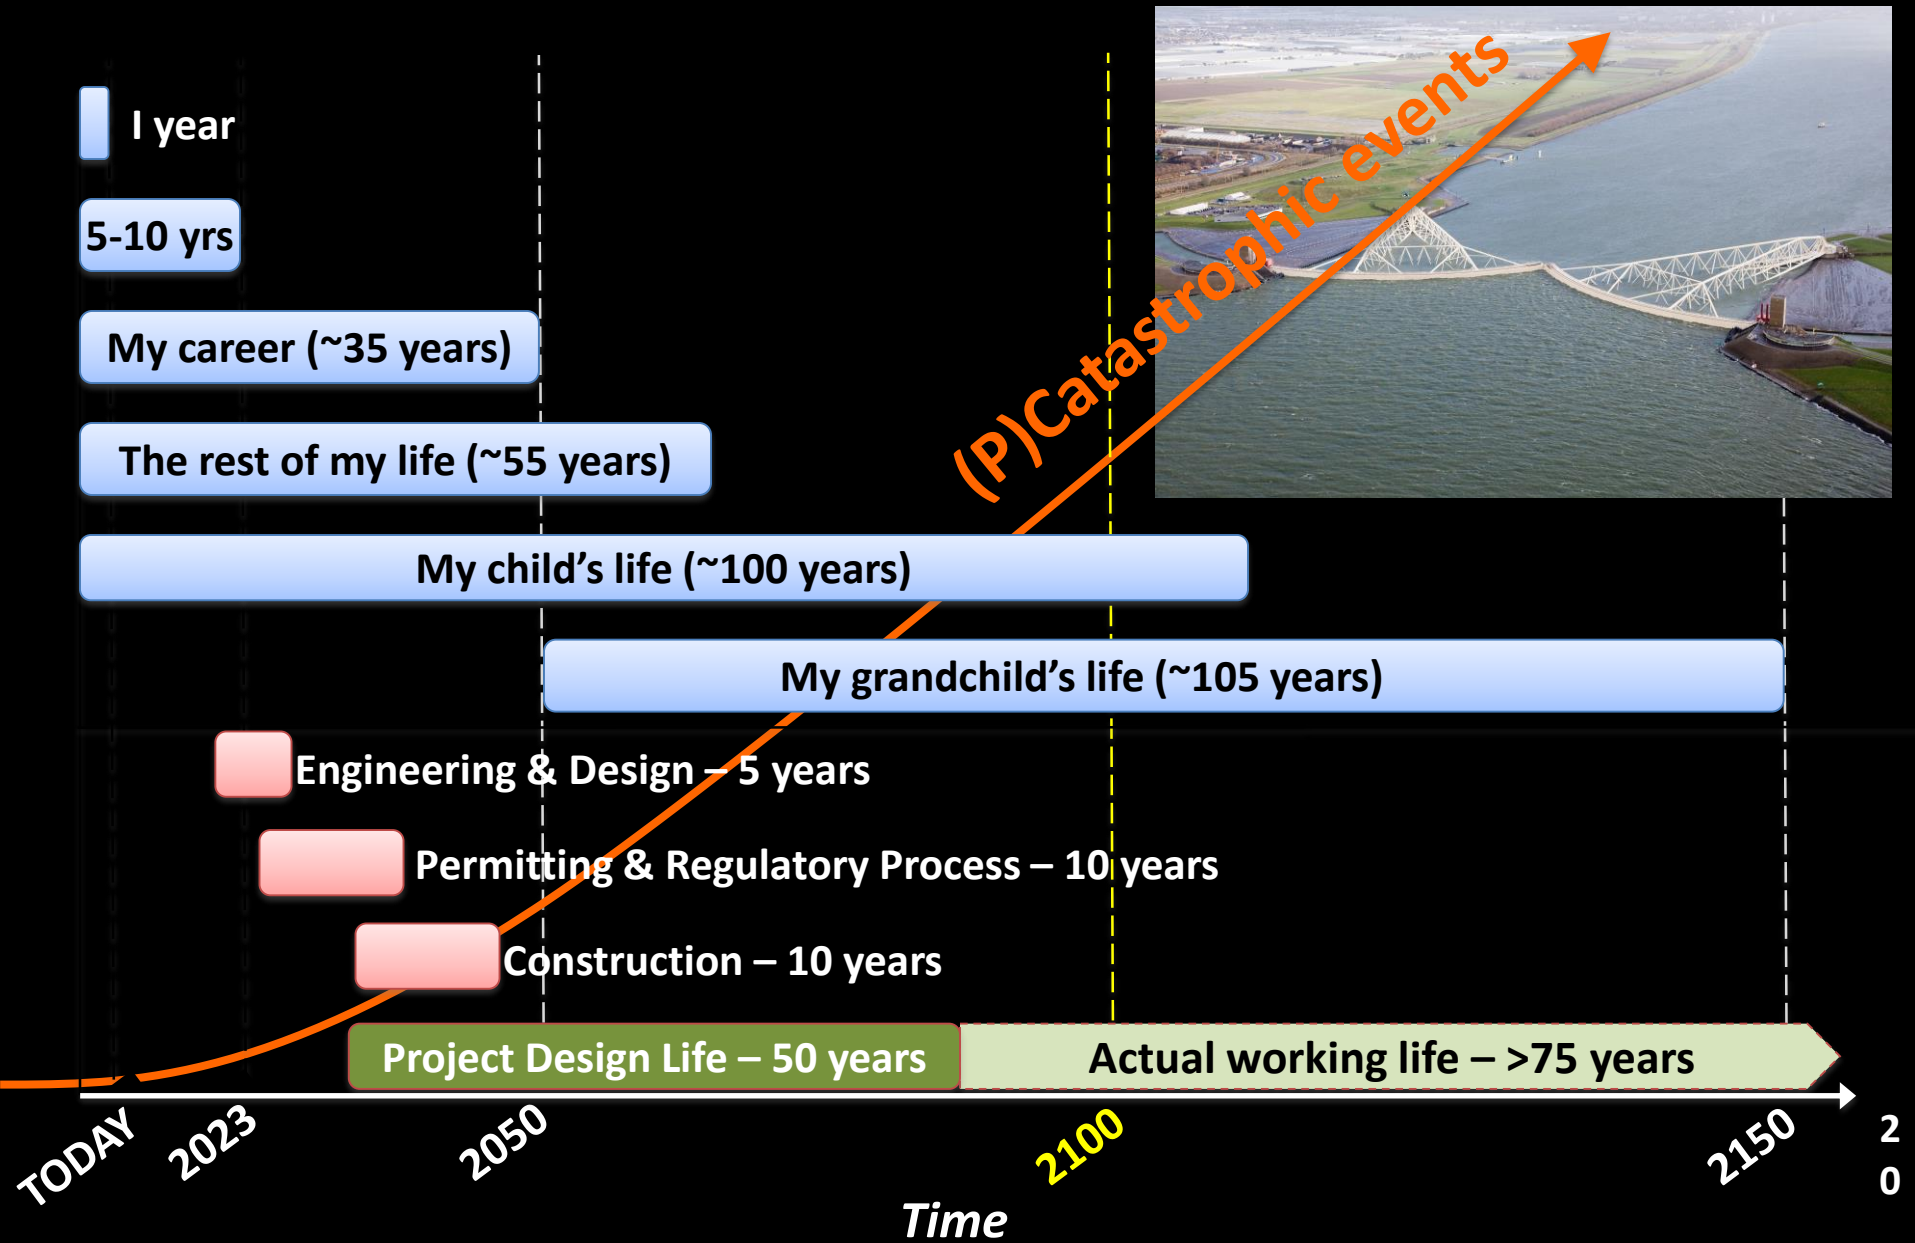 I year
5-10 yrs
My career (~35 years)
The rest of my life (~55 years)
(P)Catastrophic events
My child’s life (~100 years)
My grandchild’s life (~105 years)
Engineering & Design – 5 years
Permitting & Regulatory Process – 10 years
Construction – 10 years
Project Design Life – 50 years
Actual working life – >75 years
TODAY
2023
2050
2100
2150
2
0
Time